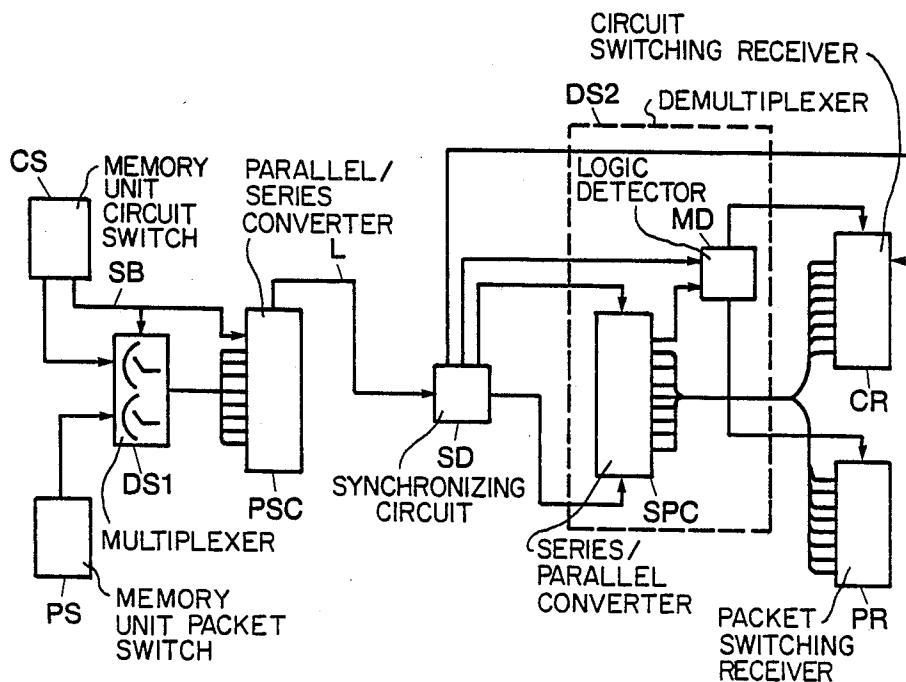 CIRCUIT
SWITCHING RECEIVER
DS2
DEMULTIPLEXER
CS
MEMORY
UNIT
CIRCUIT
SWITCH
PARALLEL/
SERIES
CONVERTER
L
LOGIC
DETECTOR
MD
SB
CR
DS1
PSC
SD
SYNCHRONIZING
CIRCUIT
SPC
MULTIPLEXER
SERIES/
PARALLEL
CONVERTER
PS
MEMORY
UNIT PACKET
SWITCH
PACKET
SWITCHING
RECEIVER
PR